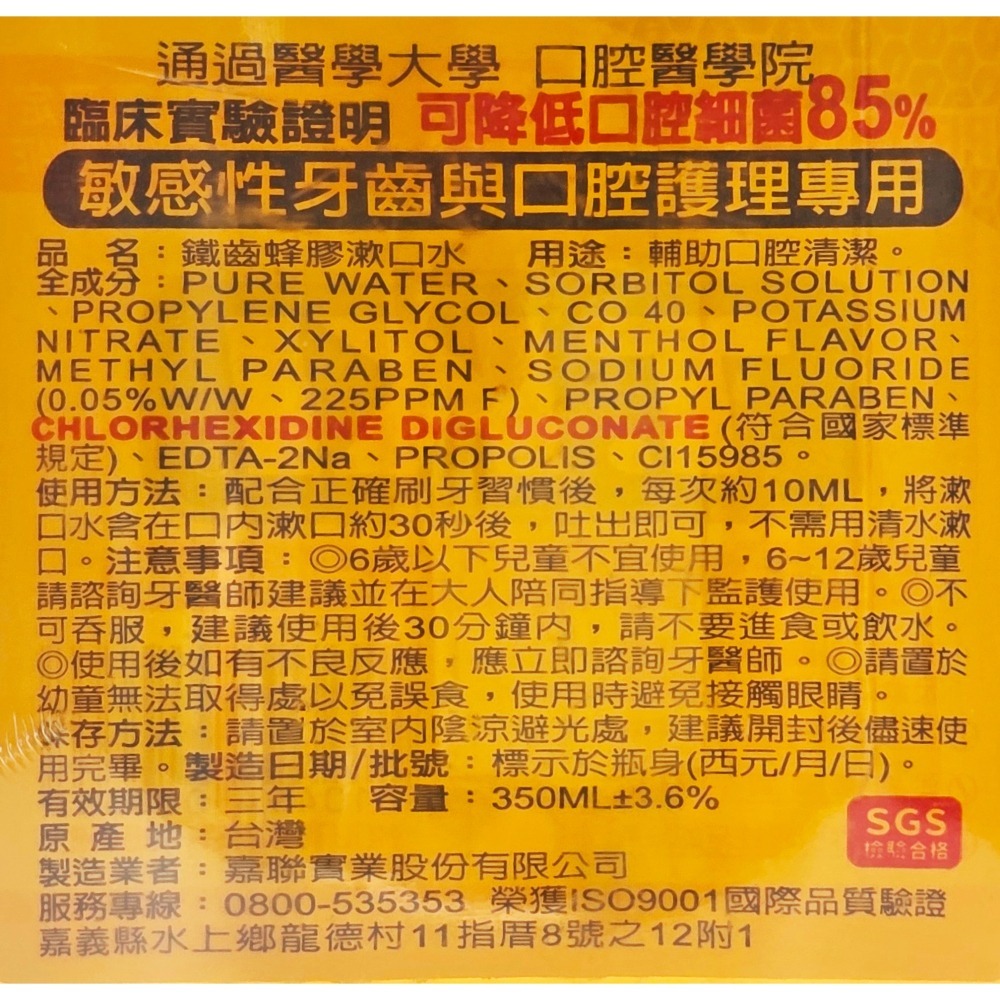 通過醫學大學 口腔醫學院
臨床實驗證明 可降低口腔細菌85%
敏感性牙齒與口腔護理專用
品 名：鐵齒蜂膠漱口水 用途：輔助口腔清潔。
全成分：PURE WATER、SORBITOL SOLUTION
、PROPYLENE GLYCOL、CO 40、POTASSIUM
NITRATE、XYLITOL、MENTHOL FLAVOR、
METHYL PARABEN、SODIUM FLUORIDE
(0.05%W/W、225PPM F)、PROPYL PARABEN、
CHLORHEXIDINE DIGLUCONATE (符合國家標準
規定)、EDTA-2Na、PROPOLIS、CI15985。
使用方法：配合正確刷牙習慣後，每次約10ML，將漱
口水含在口內漱口約30秒後，吐出即可，不需用清水漱
口。注意事項：◎6歲以下兒童不宜使用，6~12歲兒童
請諮詢牙醫師建議並在大人陪同指導下監護使用。◎不
可吞服，建議使用後30分鐘內，請不要進食或飲水。
◎使用後如有不良反應，應立即諮詢牙醫師。◎請置於
幼童無法取得處以免誤食，使用時避免接觸眼睛。
保存方法：請置於室內陰涼避光處，建議開封後儘速使
用完畢。製造日期/批號：標示於瓶身(西元/月/日)。
有效期限：三年 容量：350ML±3.6%
原 產 地：台灣
SGS
檢驗合格
製造業者：嘉聯實業股份有限公司
服務專線：0800-535353 榮獲ISO9001國際品質驗證
嘉義縣水上鄉龍德村11指厝8號之12附1